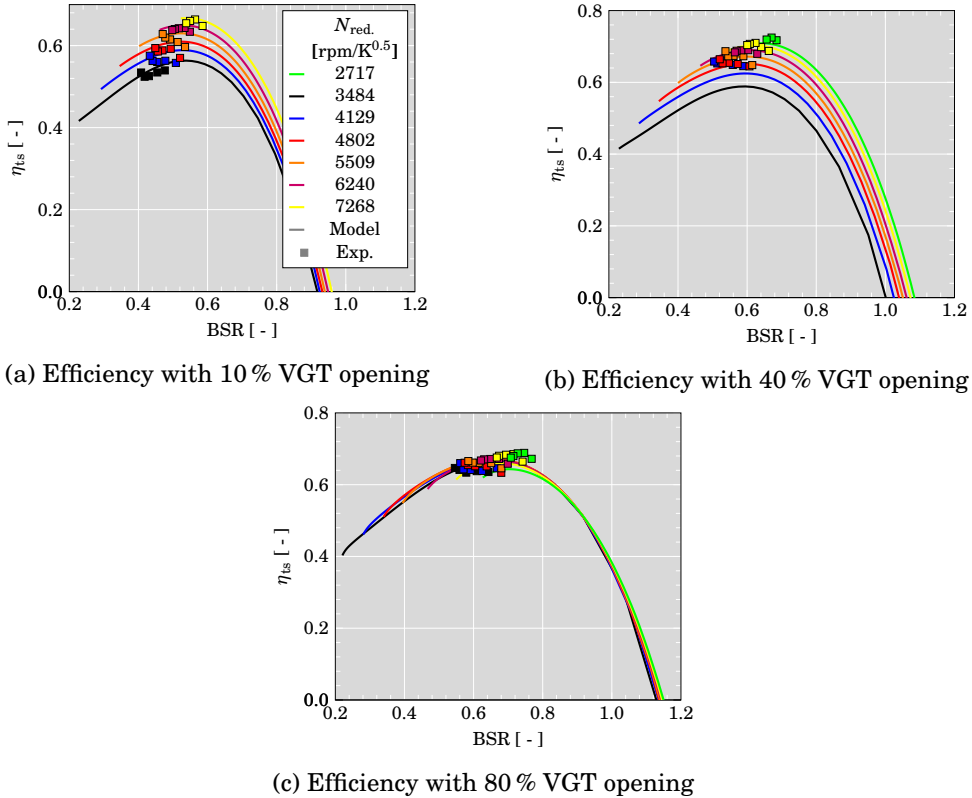 0.6
0.4
0.2
0.0
η_ts [ - ]
0.2 0.4 0.6 0.8 1.0 1.2
BSR [ - ]
N_red.
[rpm/K^0.5]
2717
3484
4129
4802
5509
6240
7268
Model
Exp.
(a) Efficiency with 10 % VGT opening
0.8
0.6
0.4
0.2
0.0
η_ts [ - ]
0.2 0.4 0.6 0.8 1.0 1.2
BSR [ - ]
(b) Efficiency with 40 % VGT opening
0.8
0.6
0.4
0.2
0.0
η_ts [ - ]
0.2 0.4 0.6 0.8 1.0 1.2
BSR [ - ]
(c) Efficiency with 80 % VGT opening